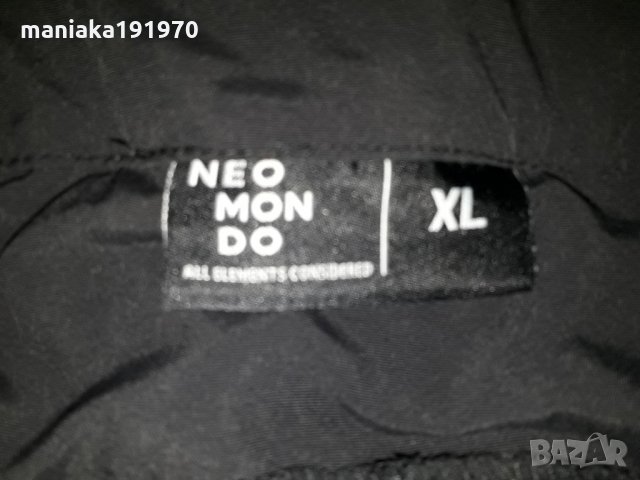 maniaka191970
NEO
MON
DO
ALL ELEMENTS CONSIDERED
XL
BAZAR